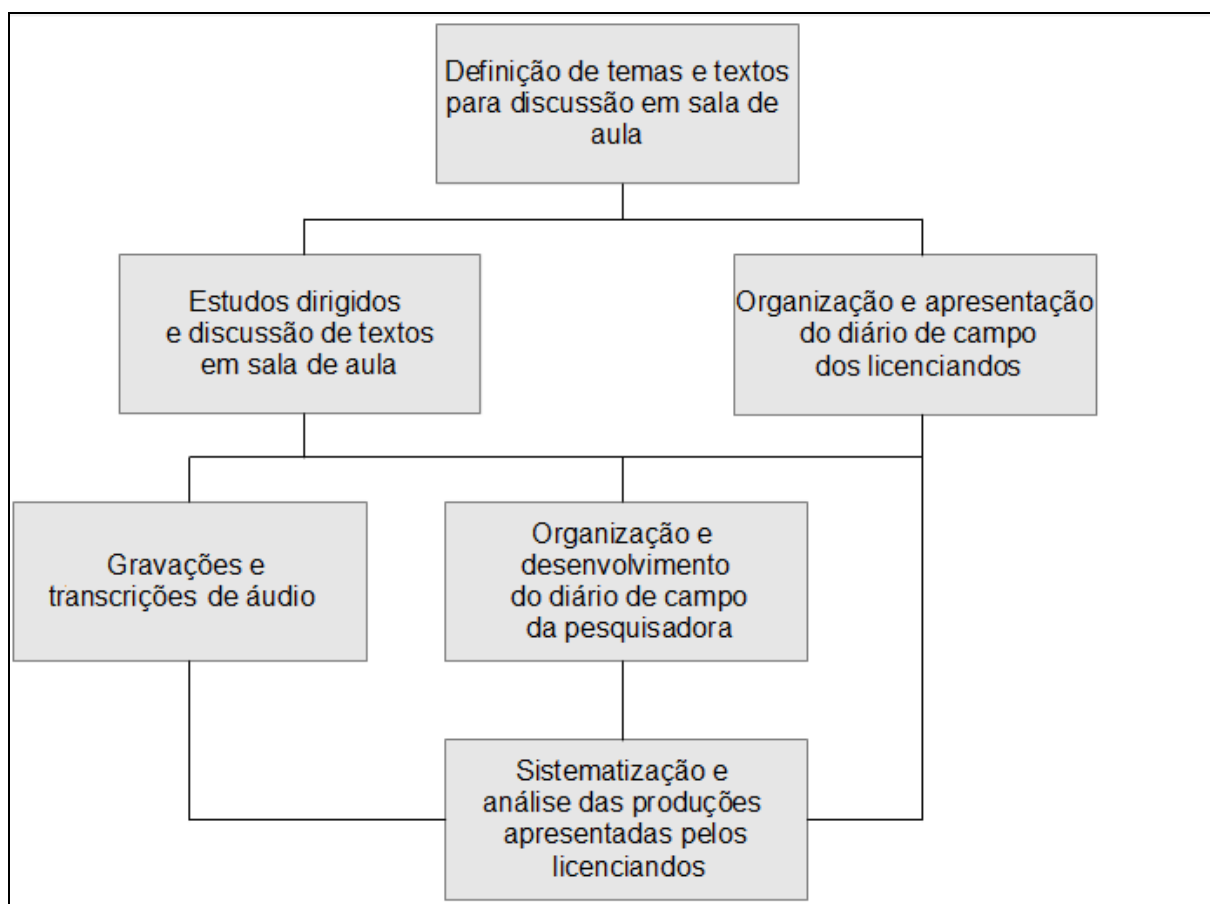 Definição de temas e textos
para discussão em sala de
aula
Estudos dirigidos
e discussão de textos
em sala de aula
Organização e apresentação
do diário de campo
dos licenciandos
Gravações e
transcrições de áudio
Organização e
desenvolvimento
do diário de campo
da pesquisadora
Sistematização e
análise das produções
apresentadas pelos
licenciandos